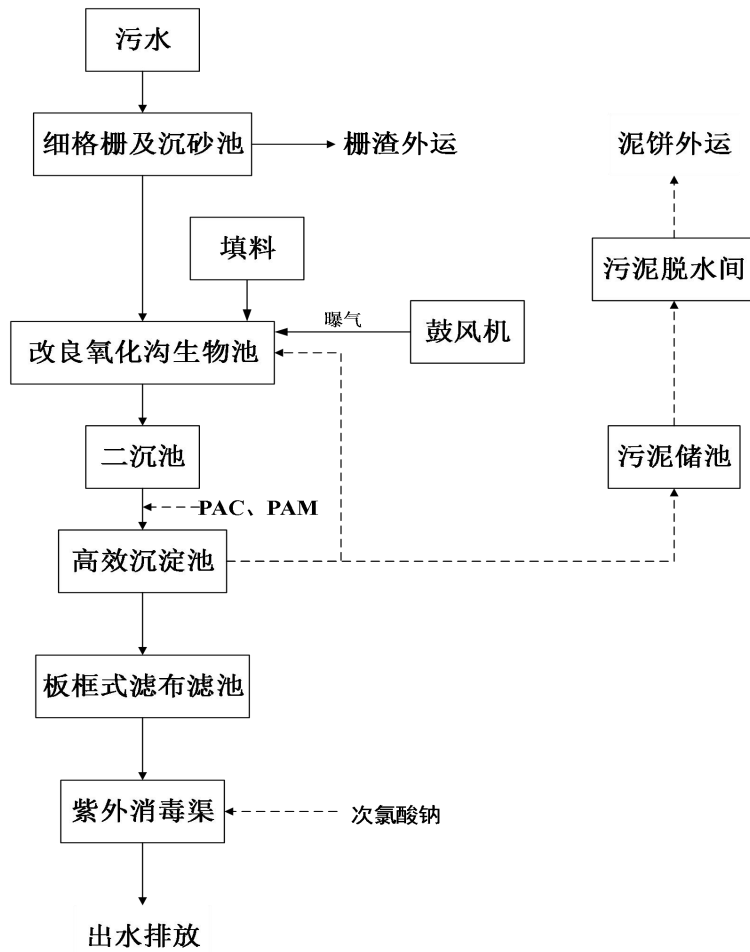 污水
细格栅及沉砂池
栅渣外运
泥饼外运
填料
污泥脱水间
曝气
鼓风机
改良氧化沟生物池
二沉池
污泥储池
PAC、PAM
高效沉淀池
板框式滤布滤池
紫外消毒渠
次氯酸钠
出水排放